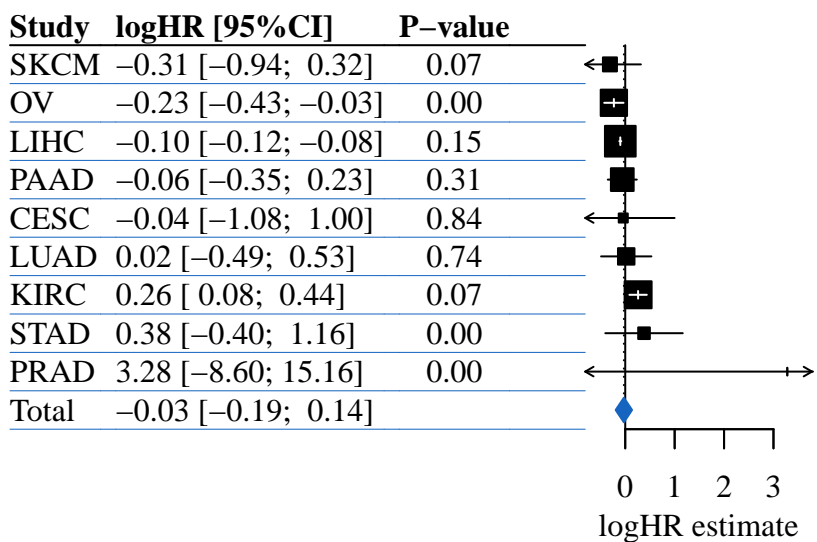 Study logHR [95%CI] P−value
SKCM −0.31 [−0.94; 0.32] 0.07
OV −0.23 [−0.43; −0.03] 0.00
LIHC −0.10 [−0.12; −0.08] 0.15
PAAD −0.06 [−0.35; 0.23] 0.31
CESC −0.04 [−1.08; 1.00] 0.84
LUAD 0.02 [−0.49; 0.53] 0.74
KIRC 0.26 [ 0.08; 0.44] 0.07
STAD 0.38 [−0.40; 1.16] 0.00
PRAD 3.28 [−8.60; 15.16] 0.00
Total −0.03 [−0.19; 0.14]
0 1 2 3
logHR estimate